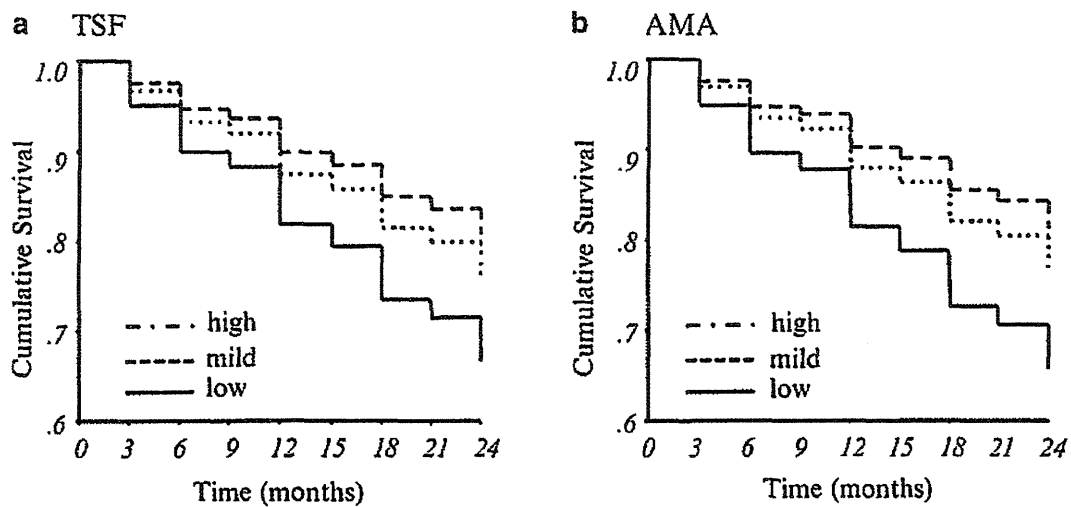 a TSF
1.0
.9
.8
.7
.6
Cumulative Survival
high
mild
low
0 3 6 9 12 15 18 21 24
Time (months)
b AMA
1.0
.9
.8
.7
.6
Cumulative Survival
high
mild
low
0 3 6 9 12 15 18 21 24
Time (months)